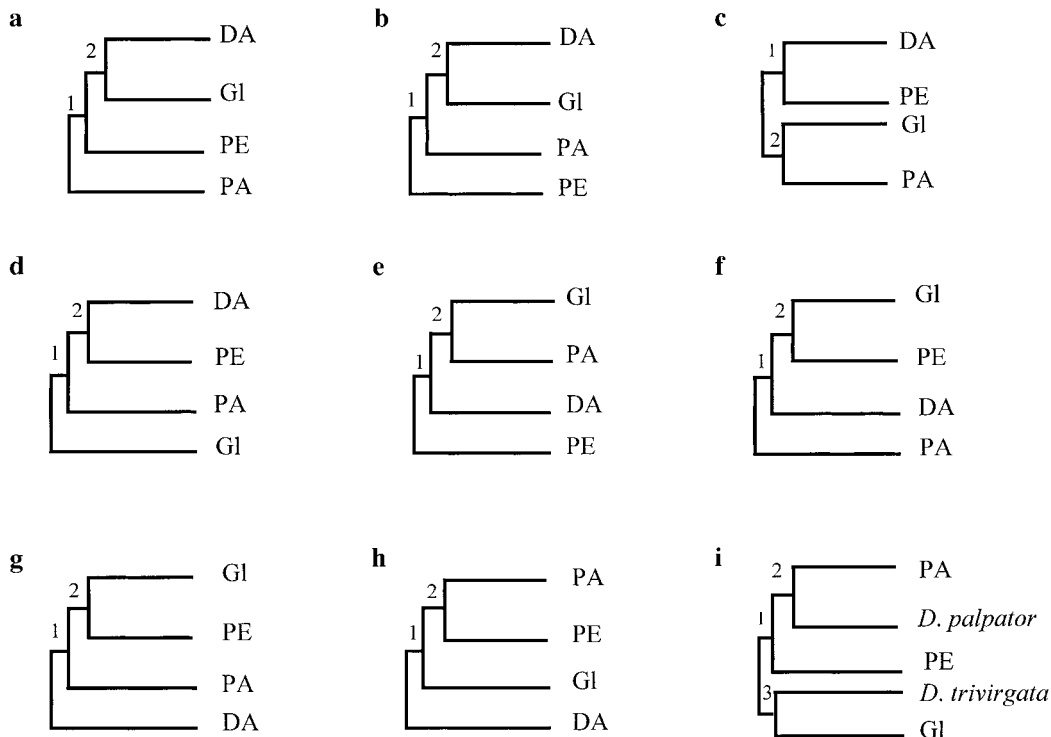 a
2
DA
1
Gl
PE
PA
b
2
DA
1
Gl
PA
PE
c
1
DA
PE
2
Gl
PA
d
2
DA
1
PE
PA
Gl
e
2
Gl
1
PA
DA
PE
f
2
Gl
1
PE
DA
PA
g
2
Gl
1
PE
PA
DA
h
2
PA
1
PE
Gl
DA
i
2
PA
1
D. palpator
PE
3
D. trivirgata
Gl